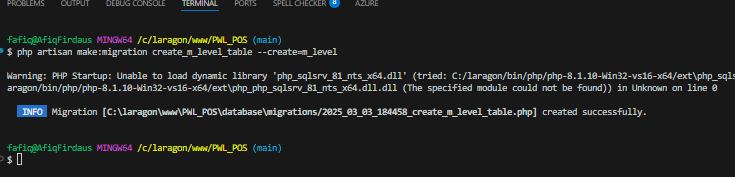 PROBLEMS OUTPUT DEBUG CONSOLE TERMINAL PORTS SPELL CHECKER 8 AZURE
fafiq@AfiqFirdaus MINGW64 /c/laragon/www/PWL_POS (main)
$ php artisan make:migration create_m_level_table --create=m_level
Warning: PHP Startup: Unable to load dynamic library 'php_sqlsrv_81_nts_x64.dll' (tried: C:/laragon/bin/php/php-8.1.10-Win32-vs16-x64/ext\php_sqls
aragon/bin/php/php-8.1.10-Win32-vs16-x64/ext\php_php_sqlsrv_81_nts_x64.dll.dll (The specified module could not be found)) in Unknown on line 0
INFO Migration [C:\laragon\www\PWL_POS\database\migrations/2025_03_03_184458_create_m_level_table.php] created successfully.
fafiq@AfiqFirdaus MINGW64 /c/laragon/www/PWL_POS (main)
$